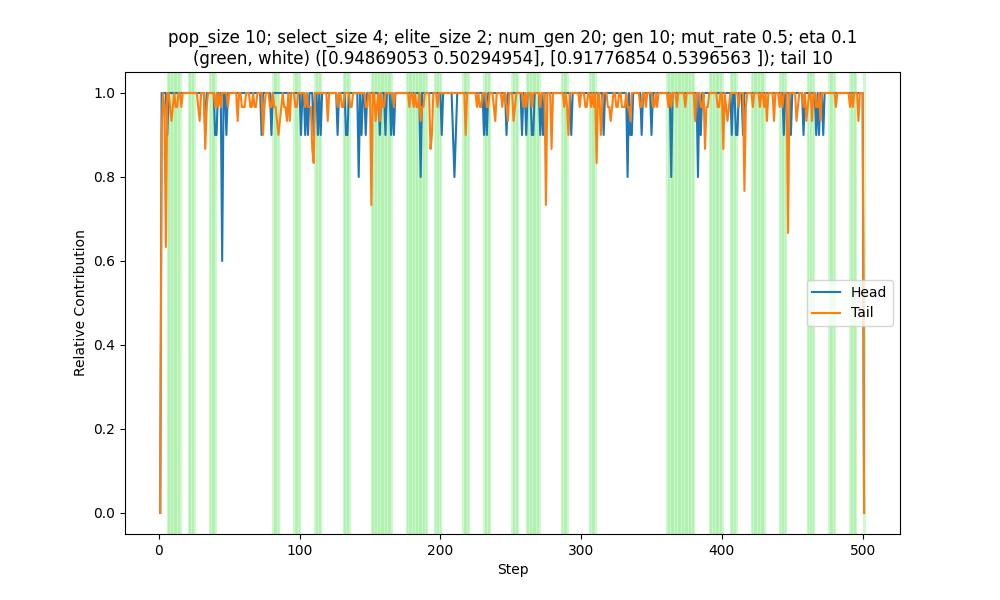 pop_size 10; select_size 4; elite_size 2; num_gen 20; gen 10; mut_rate 0.5; eta 0.1
(green, white) ([0.94869053 0.50294954], [0.91776854 0.5396563 ]); tail 10
1.0
0.8
0.6
0.4
0.2
0.0
Relative Contribution
Head
Tail
0
100
200
300
400
500
Step